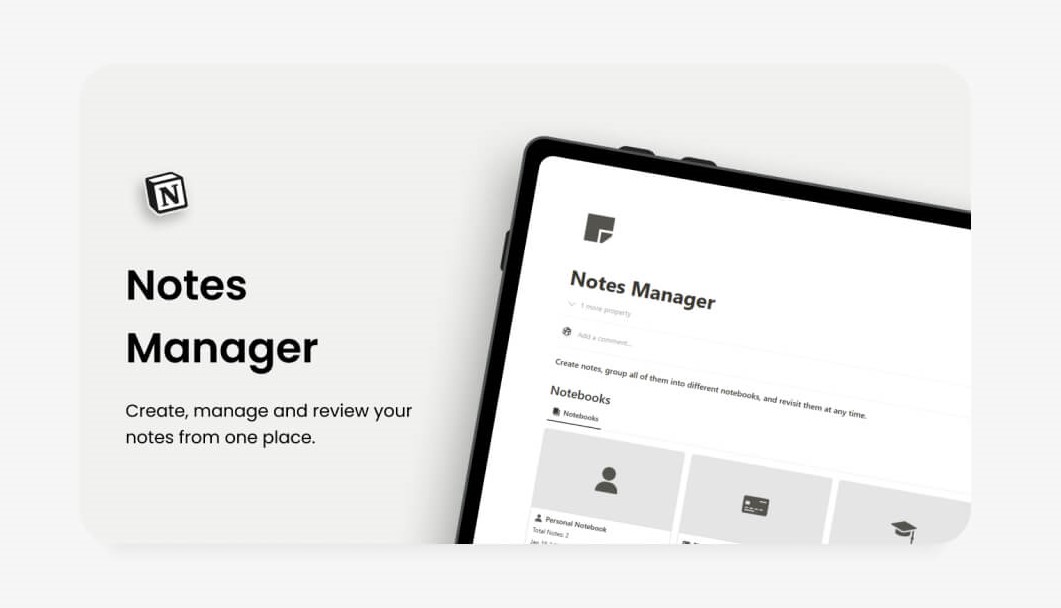 N
Notes
Manager
Create, manage and review your
notes from one place.
Notes Manager
1 more property
Add a comment...
Create notes, group all of them into different notebooks, and revisit them at any time.
Notebooks
Notebooks
Personal Notebook
Total Notes: 2